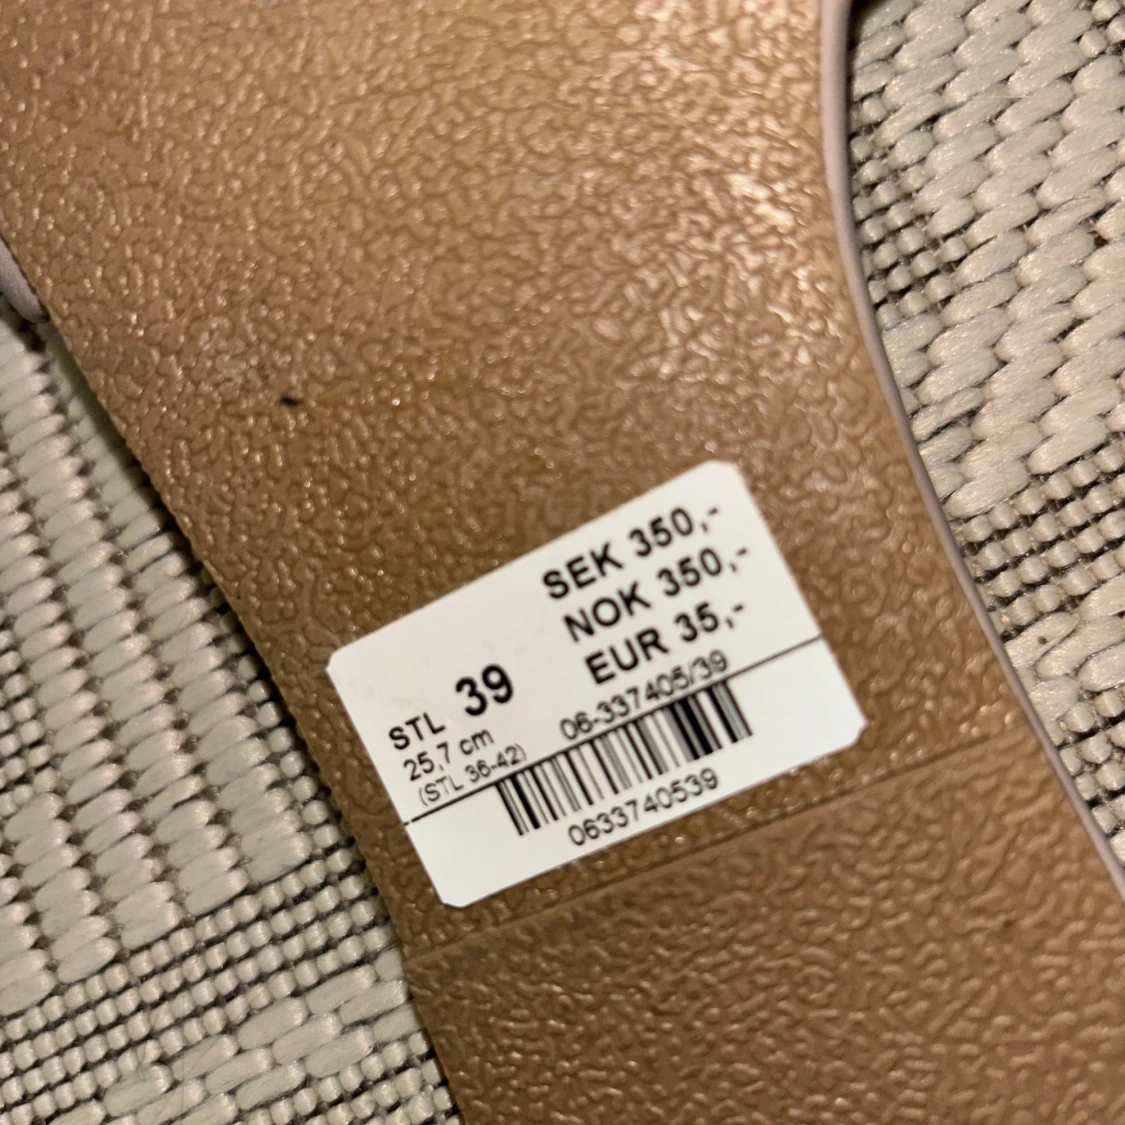 SEK 350,-
NOK 350,-
EUR 35,-
STL 39
25,7 cm
(STL 36-42)
06-337405/39
0633740539